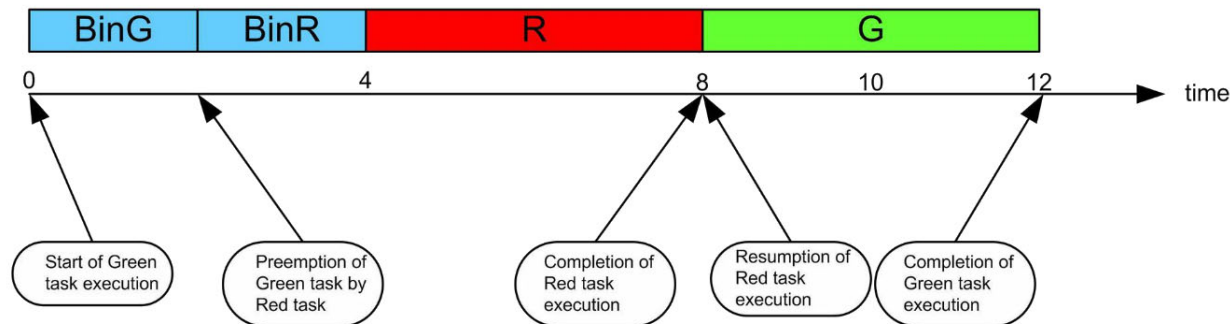 BinG BinR R G
0 4 8 10 12
time
Start of Green
task execution
Preemption of
Green task by
Red task
Completion of
Red task
execution
Resumption of
Red task
execution
Completion of
Green task
execution